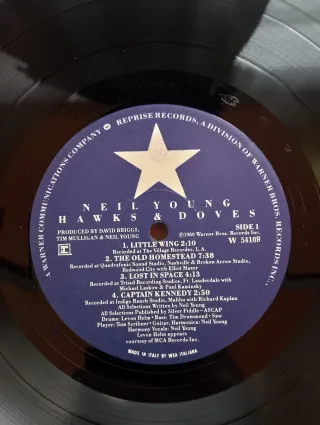 A WARNER COMMUNICATIONS COMPANY ® REPRISE RECORDS, A DIVISION OF WARNER BROS. RECORDS INC.,
NEIL YOUNG
HAWKS & DOVES
PRODUCED BY DAVID BRIGGS,
TIM MULLIGAN & NEIL YOUNG
SIDE 1
℗1980 Warner Bros. Records Inc.
W 54109
1. LITTLE WING 2:10
Recorded at The Village Recorder, L.A.
2. THE OLD HOMESTEAD 7:38
Recorded at Quadrafonic Sound Studio, Nashville & Broken Arrow Studio,
Redwood City with Elliot Mazer
3. LOST IN SPACE 4:13
Recorded at Triiad Recording Studios, Ft. Lauderdale with
Michael Laskow & Paul Kaminsky
4. CAPTAIN KENNEDY 2:50
Recorded at Indigo Ranch Studio, Malibu with Richard Kaplan
All Selections Written by Neil Young
All Selections Published by Silver Fiddle—ASCAP
Drums: Levon Helm • Bass: Tim Drummond • Saw
Player: Tom Scribner • Guitar, Harmonica: Neil Young
Harmony Vocals: Neil Young
Levon Helm appears
courtesy of MCA Records Inc.
MADE IN ITALY BY WEA ITALIANA